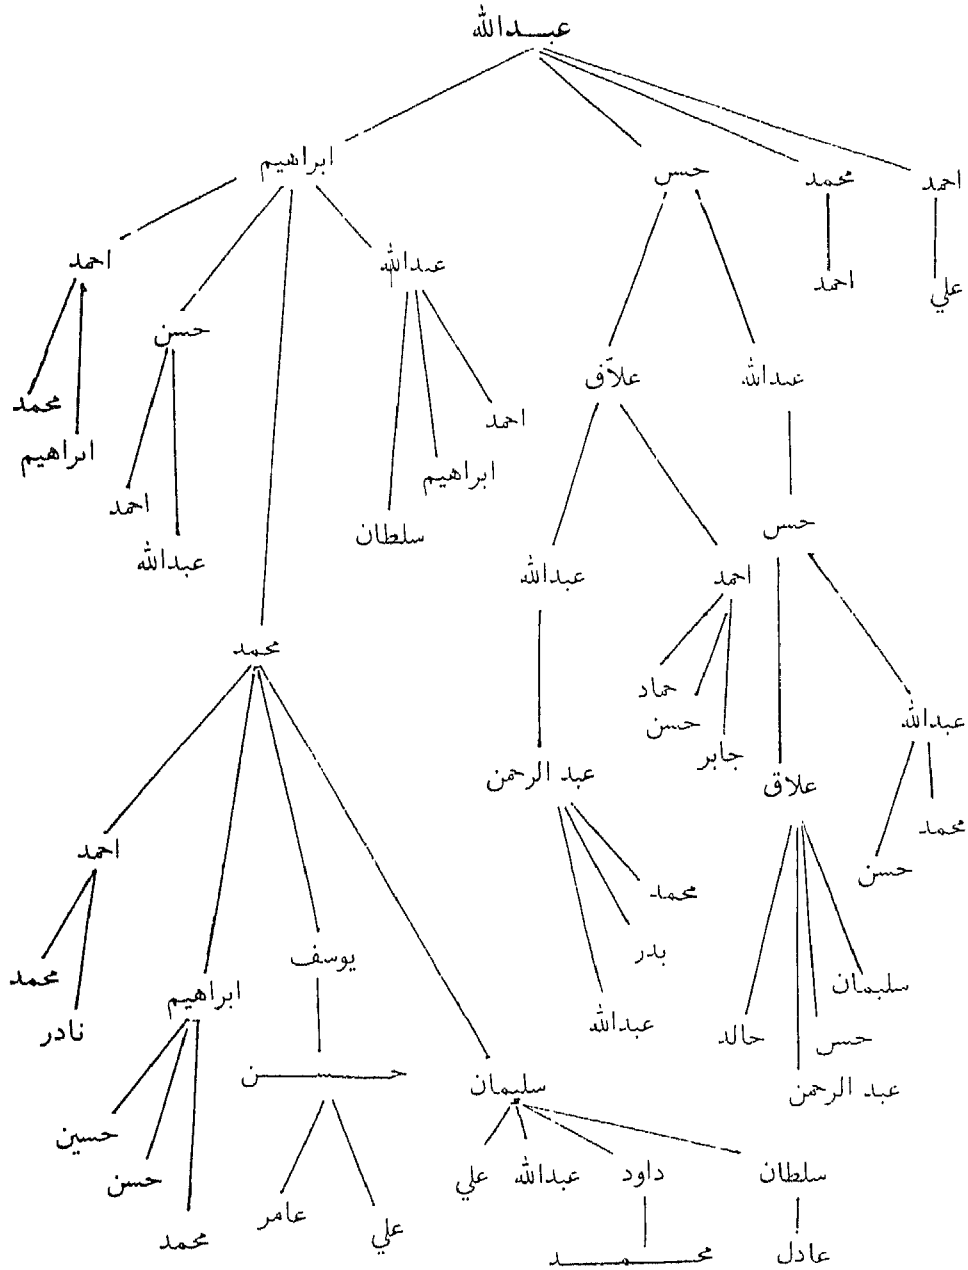 عبدالله
احمد
محمد
حسن
ابراهيم
علي
احمد
عبدالله
علاّف
عبدالله
حسن
احمد
احمد
ابراهيم
سلطان
احمد
عبدالله
محمد
ابراهيم
حسن
احمد
عبدالله
محمد
حماد
حسن
جابر
عبدالله
علاق
عبد الرحمن
محمد
حسن
محمد
بدر
عبدالله
سليمان
حسن
عبد الرحمن
خالد
احمد
يوسف
ابراهيم
سليمان
محمد
نادر
حسن
حسين
حسن
محمد
عامر
علي
سلطان
داود
عبدالله
علي
عادل
محمد